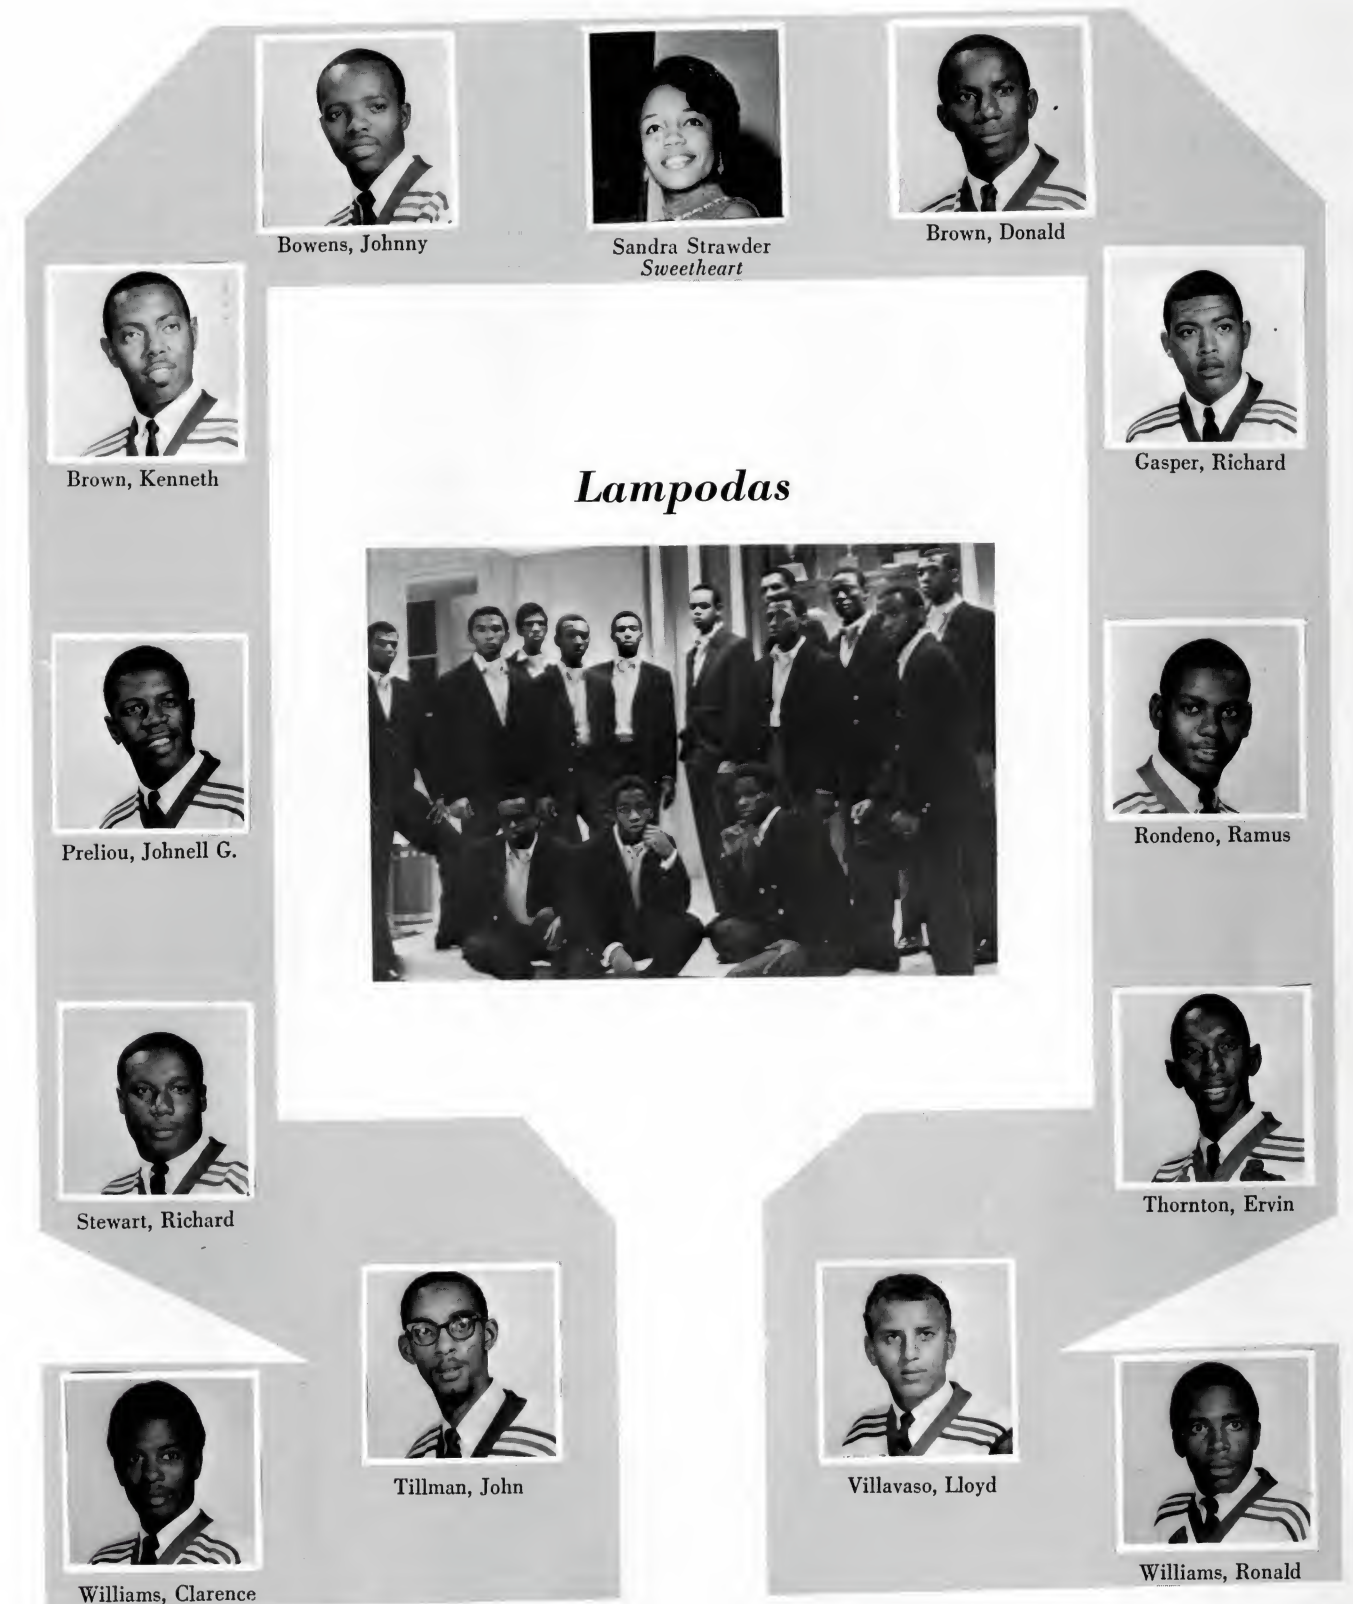 Bowens, Johnny
Sandra Strawder
Sweetheart
Brown, Donald
Brown, Kenneth
Gasper, Richard
Lampodas
Preliou, Johnell G.
Rondeno, Ramus
Stewart, Richard
Thornton, Ervin
Tillman, John
Villavaso, Lloyd
Williams, Clarence
Williams, Ronald